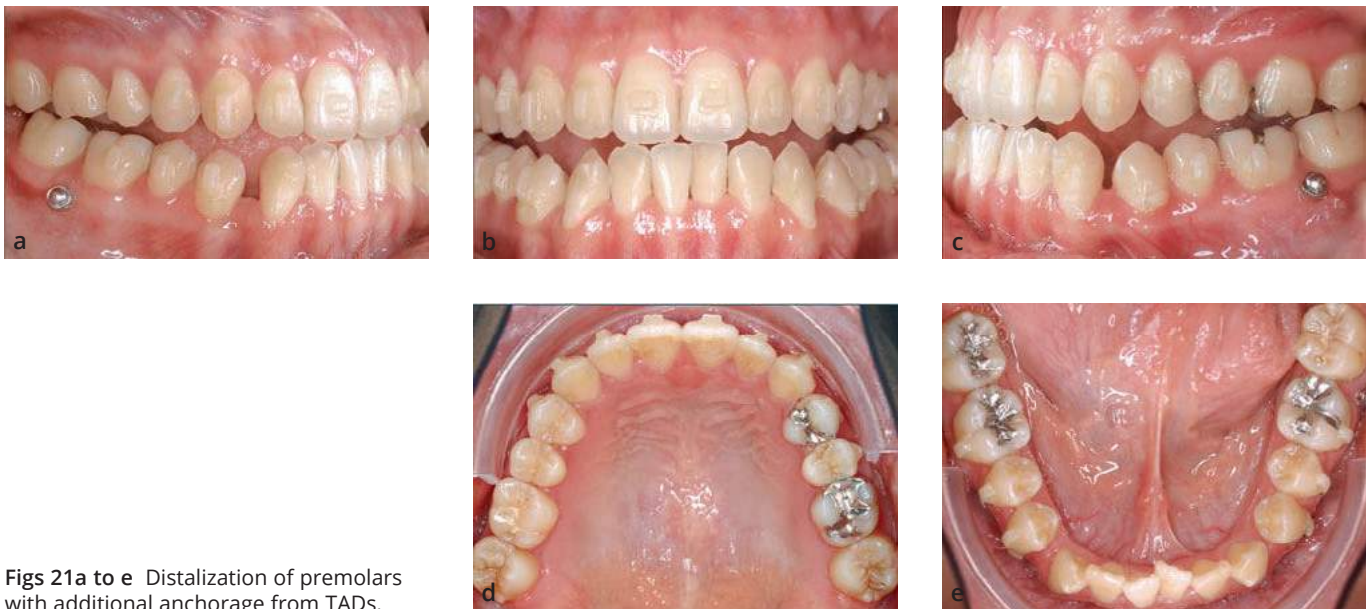 a
b
c
d
e
Figs 21a to e Distalization of premolars
with additional anchorage from TADs.